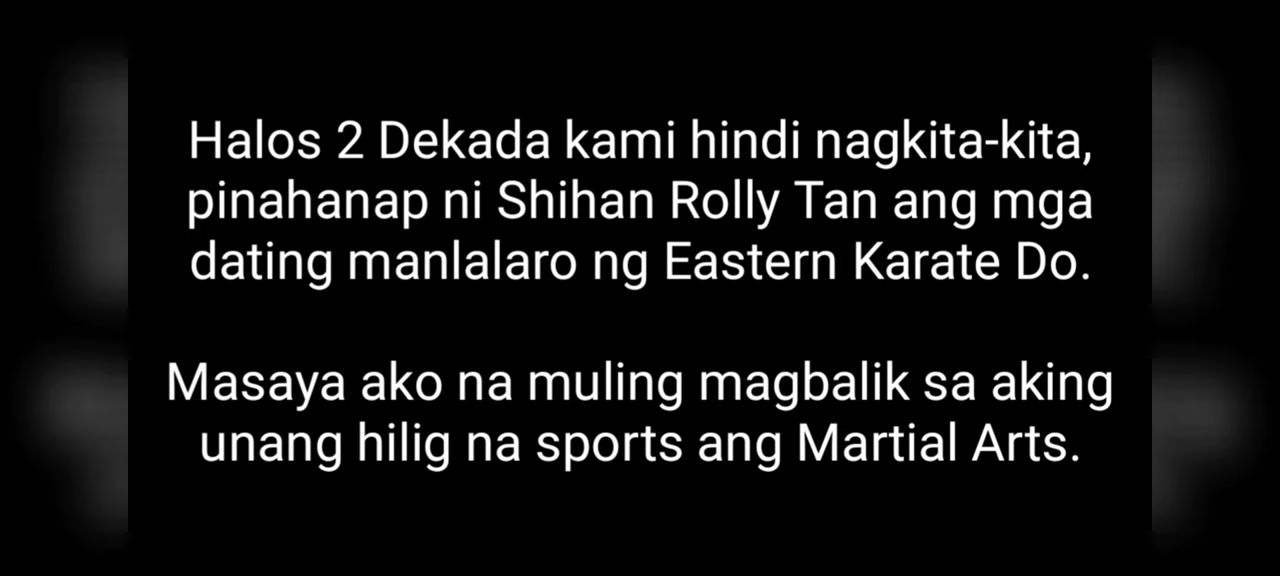 Halos 2 Dekada kami hindi nagkita-kita,
pinahanap ni Shihan Rolly Tan ang mga
dating manlalaro ng Eastern Karate Do.
Masaya ako na muling magbalik sa aking
unang hilig na sports ang Martial Arts.